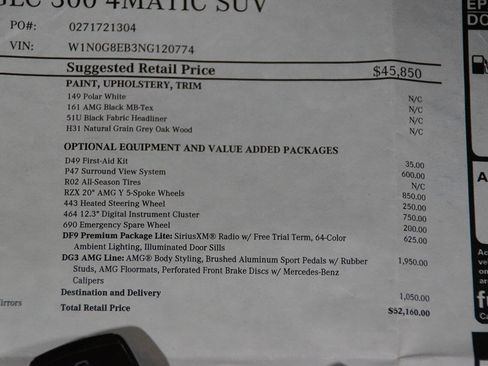 GLC 300 4MATIC SUV
PO#: 0271721304
VIN: W1N0G8EB3NG120774
Suggested Retail Price $45,850
PAINT, UPHOLSTERY, TRIM
149 Polar White N/C
161 AMG Black MB-Tex N/C
51U Black Fabric Headliner N/C
H31 Natural Grain Grey Oak Wood N/C
OPTIONAL EQUIPMENT AND VALUE ADDED PACKAGES
D49 First-Aid Kit 35.00
P47 Surround View System 600.00
R02 All-Season Tires N/C
RZX 20" AMG Y 5-Spoke Wheels 850.00
443 Heated Steering Wheel 250.00
464 12.3" Digital Instrument Cluster 750.00
690 Emergency Spare Wheel 200.00
DF9 Premium Package Lite: SiriusXM® Radio w/ Free Trial Term, 64-Color 625.00
Ambient Lighting, Illuminated Door Sills
DG3 AMG Line: AMG® Body Styling, Brushed Aluminum Sport Pedals w/ Rubber 1,950.00
Studs, AMG Floormats, Perforated Front Brake Discs w/ Mercedes-Benz
Calipers
Destination and Delivery 1,050.00
Total Retail Price $52,160.00
irrors
EP
DO